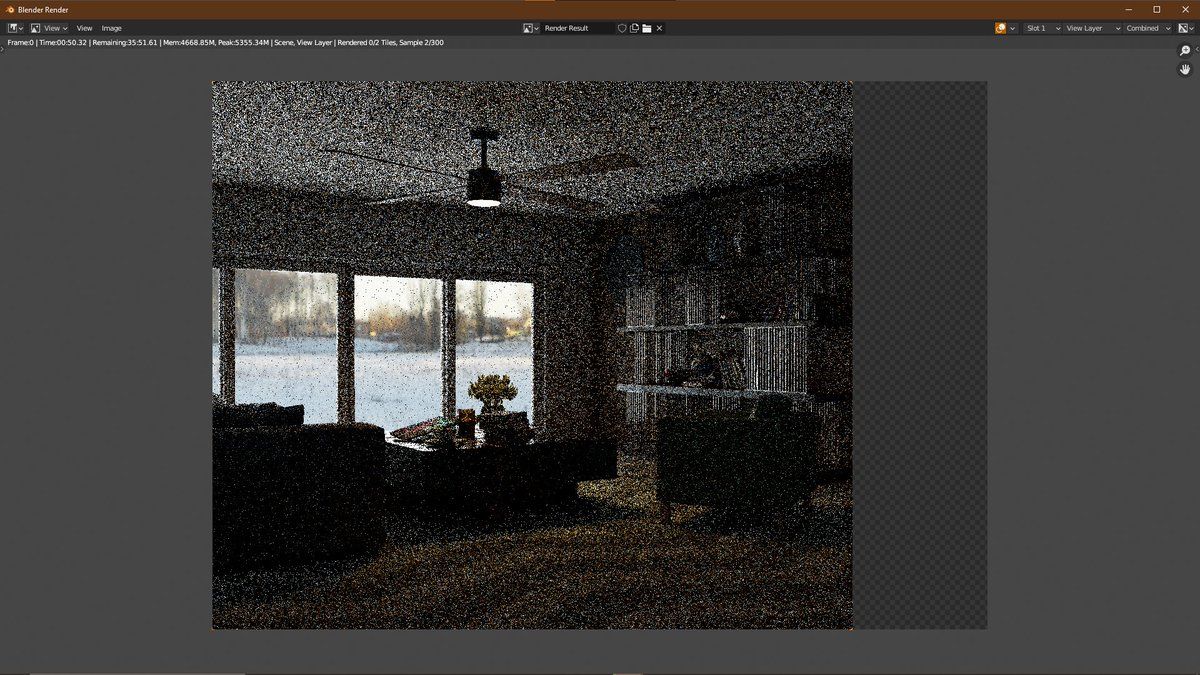 Blender Render
View View Image Render Result Slot 1 View Layer Combined
Frame:0 | Time:00:50.32 | Remaining:35:51.61 | Mem:4668.85M, Peak:5355.34M | Scene, View Layer | Rendered 0/2 Tiles, Sample 2/300